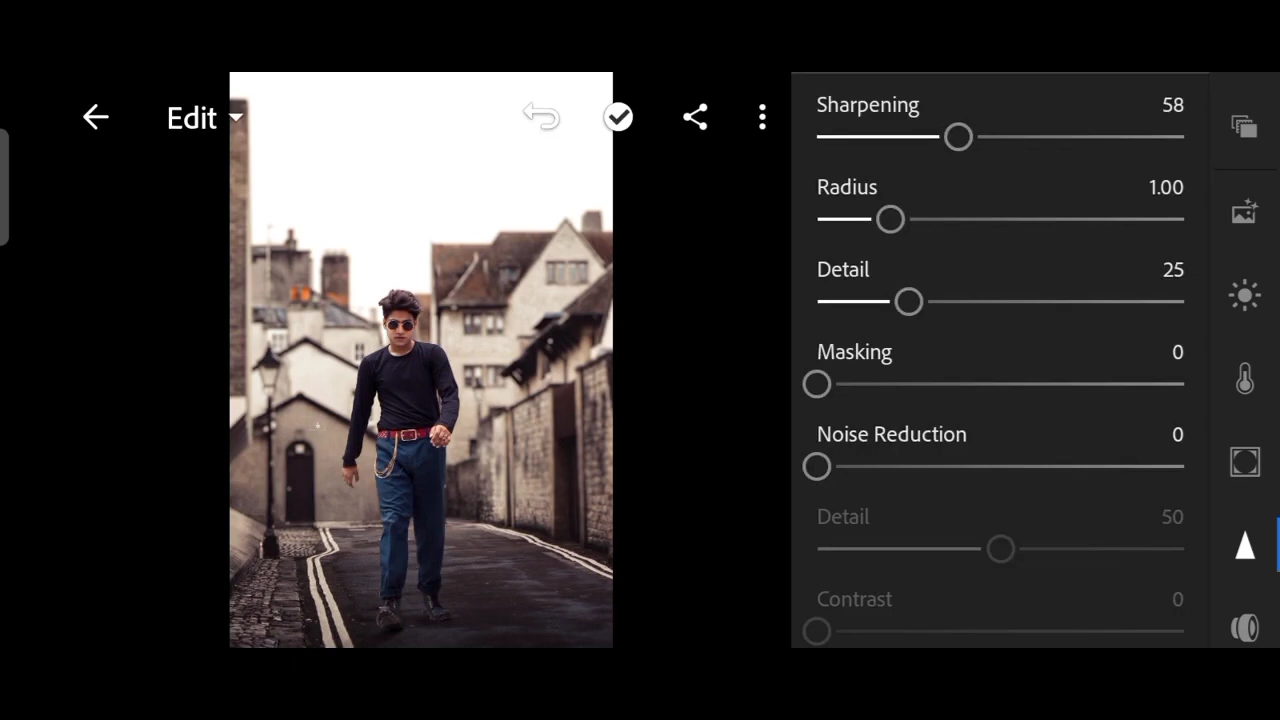 Edit
Sharpening 58
Radius 1.00
Detail 25
Masking 0
Noise Reduction 0
Detail 50
Contrast 0